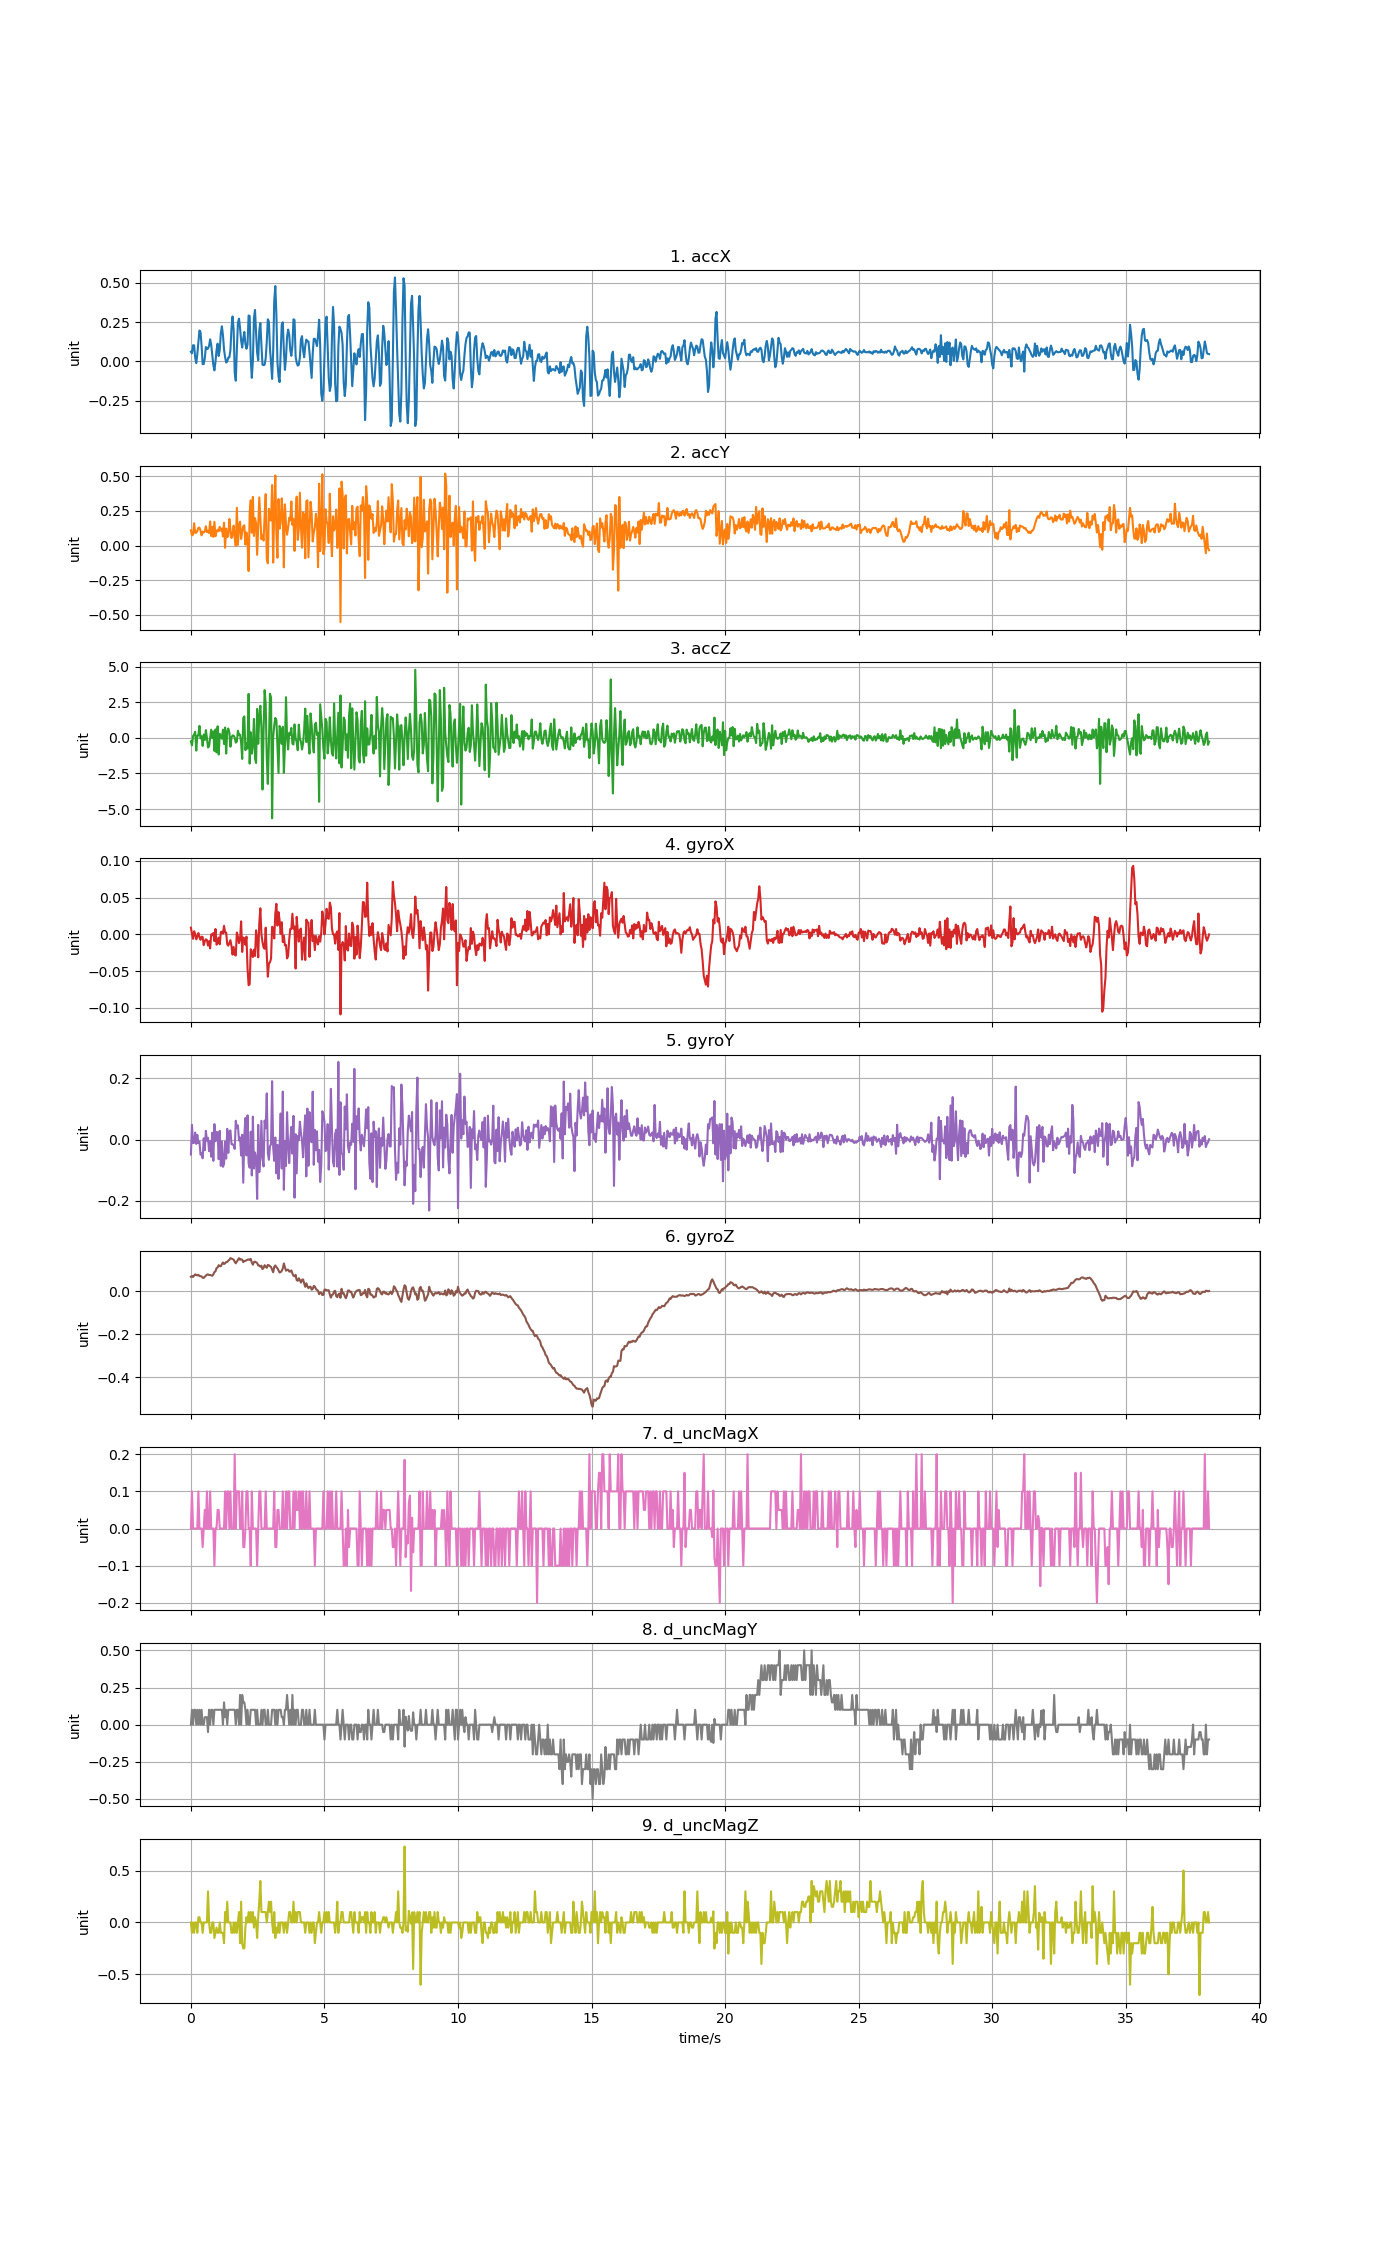 1. accX
0.50
0.25
0.00
−0.25
unit
2. accY
0.50
0.25
0.00
−0.25
−0.50
unit
3. accZ
5.0
2.5
0.0
−2.5
−5.0
unit
4. gyroX
0.10
0.05
0.00
−0.05
−0.10
unit
5. gyroY
0.2
0.0
−0.2
unit
6. gyroZ
0.0
−0.2
−0.4
unit
7. d_uncMagX
0.2
0.1
0.0
−0.1
−0.2
unit
8. d_uncMagY
0.50
0.25
0.00
−0.25
−0.50
unit
9. d_uncMagZ
0.5
0.0
−0.5
unit
0 5 10 15 20 25 30 35 40
time/s